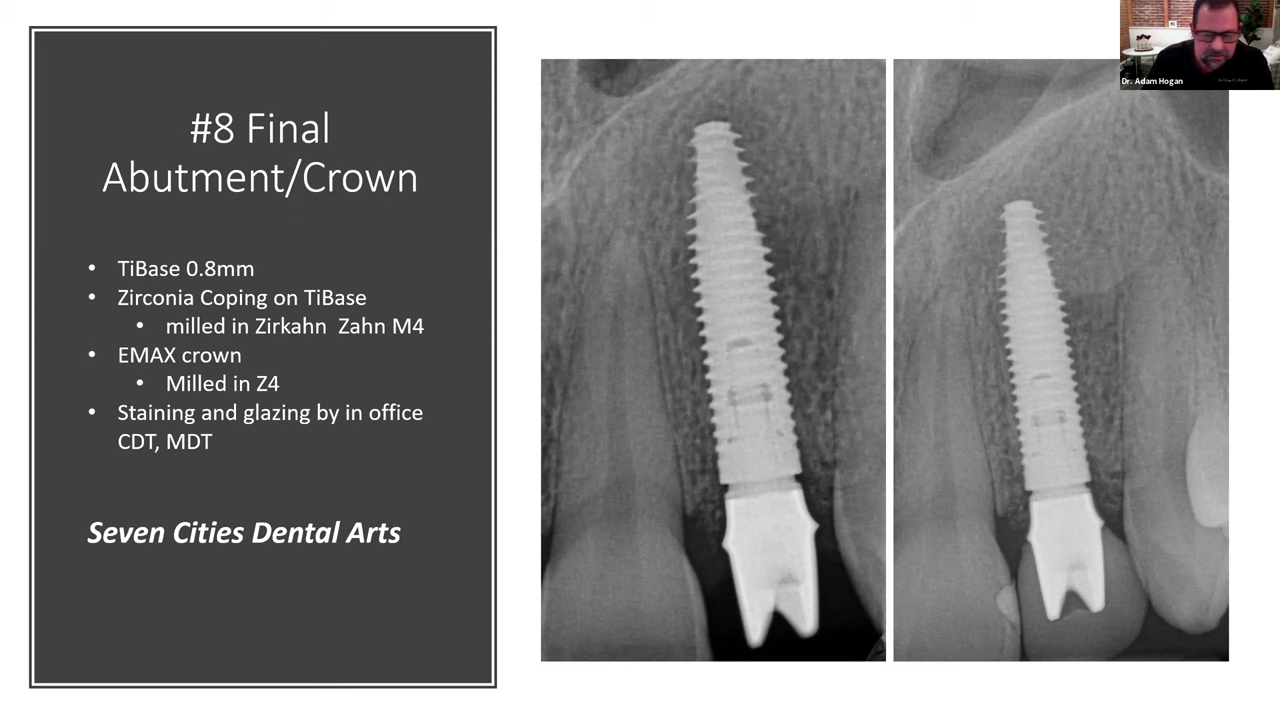 #8 Final
Abutment/Crown
• TiBase 0.8mm
• Zirconia Coping on TiBase
• milled in Zirkahn Zahn M4
• EMAX crown
• Milled in Z4
• Staining and glazing by in office
CDT, MDT
Seven Cities Dental Arts
Dr. Adam Hogan